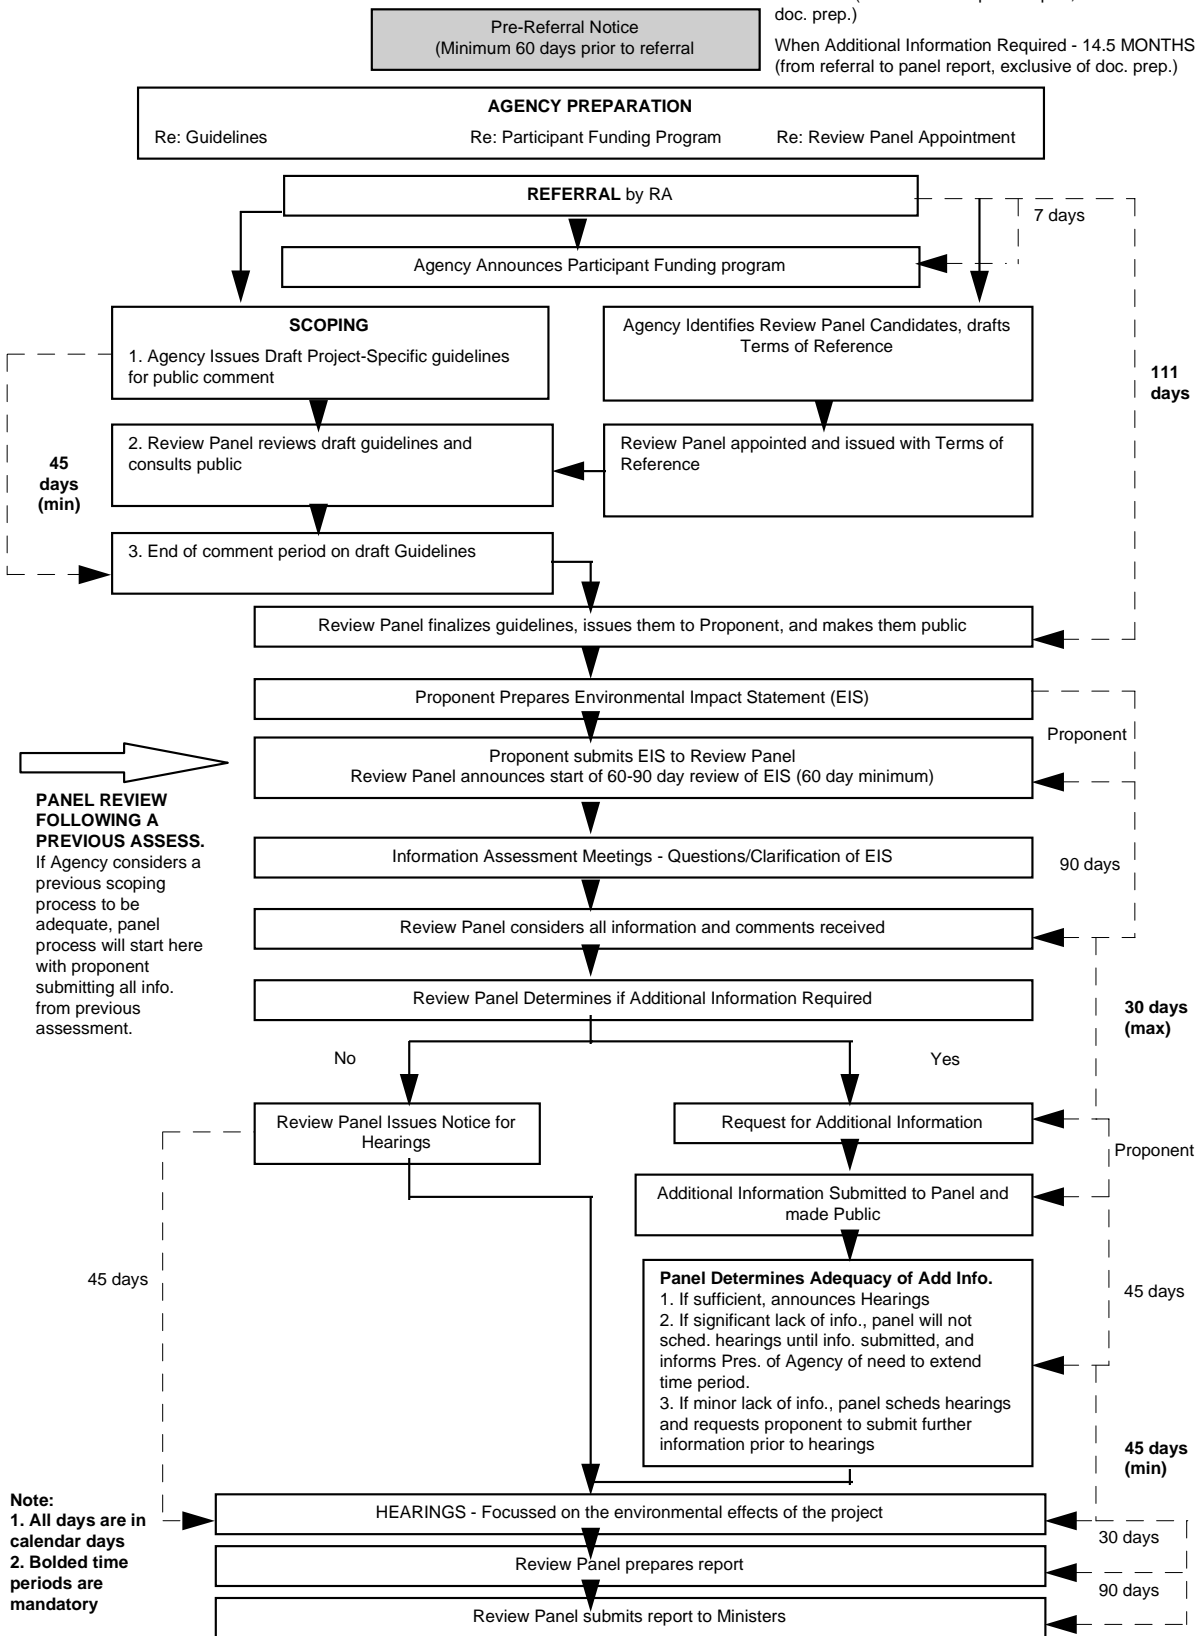 doc. prep.)
Pre-Referral Notice
(Minimum 60 days prior to referral
When Additional Information Required - 14.5 MONTHS
(from referral to panel report, exclusive of doc. prep.)
AGENCY PREPARATION
Re: Guidelines Re: Participant Funding Program Re: Review Panel Appointment
REFERRAL by RA
7 days
Agency Announces Participant Funding program
SCOPING
1. Agency Issues Draft Project-Specific guidelines
for public comment
Agency Identifies Review Panel Candidates, drafts
Terms of Reference
111
days
2. Review Panel reviews draft guidelines and
consults public
Review Panel appointed and issued with Terms of
Reference
45
days
(min)
3. End of comment period on draft Guidelines
Review Panel finalizes guidelines, issues them to Proponent, and makes them public
Proponent Prepares Environmental Impact Statement (EIS)
Proponent
Proponent submits EIS to Review Panel
Review Panel announces start of 60-90 day review of EIS (60 day minimum)
PANEL REVIEW
FOLLOWING A
PREVIOUS ASSESS.
If Agency considers a
previous scoping
process to be
adequate, panel
process will start here
with proponent
submitting all info.
from previous
assessment.
Information Assessment Meetings - Questions/Clarification of EIS
90 days
Review Panel considers all information and comments received
Review Panel Determines if Additional Information Required
30 days
(max)
No
Yes
Review Panel Issues Notice for
Hearings
Request for Additional Information
Proponent
Additional Information Submitted to Panel and
made Public
45 days
Panel Determines Adequacy of Add Info.
1. If sufficient, announces Hearings
2. If significant lack of info., panel will not
sched. hearings until info. submitted, and
informs Pres. of Agency of need to extend
time period.
3. If minor lack of info., panel scheds hearings
and requests proponent to submit further
information prior to hearings
45 days
45 days
(min)
Note:
1. All days are in
calendar days
2. Bolded time
periods are
mandatory
HEARINGS - Focussed on the environmental effects of the project
30 days
Review Panel prepares report
90 days
Review Panel submits report to Ministers